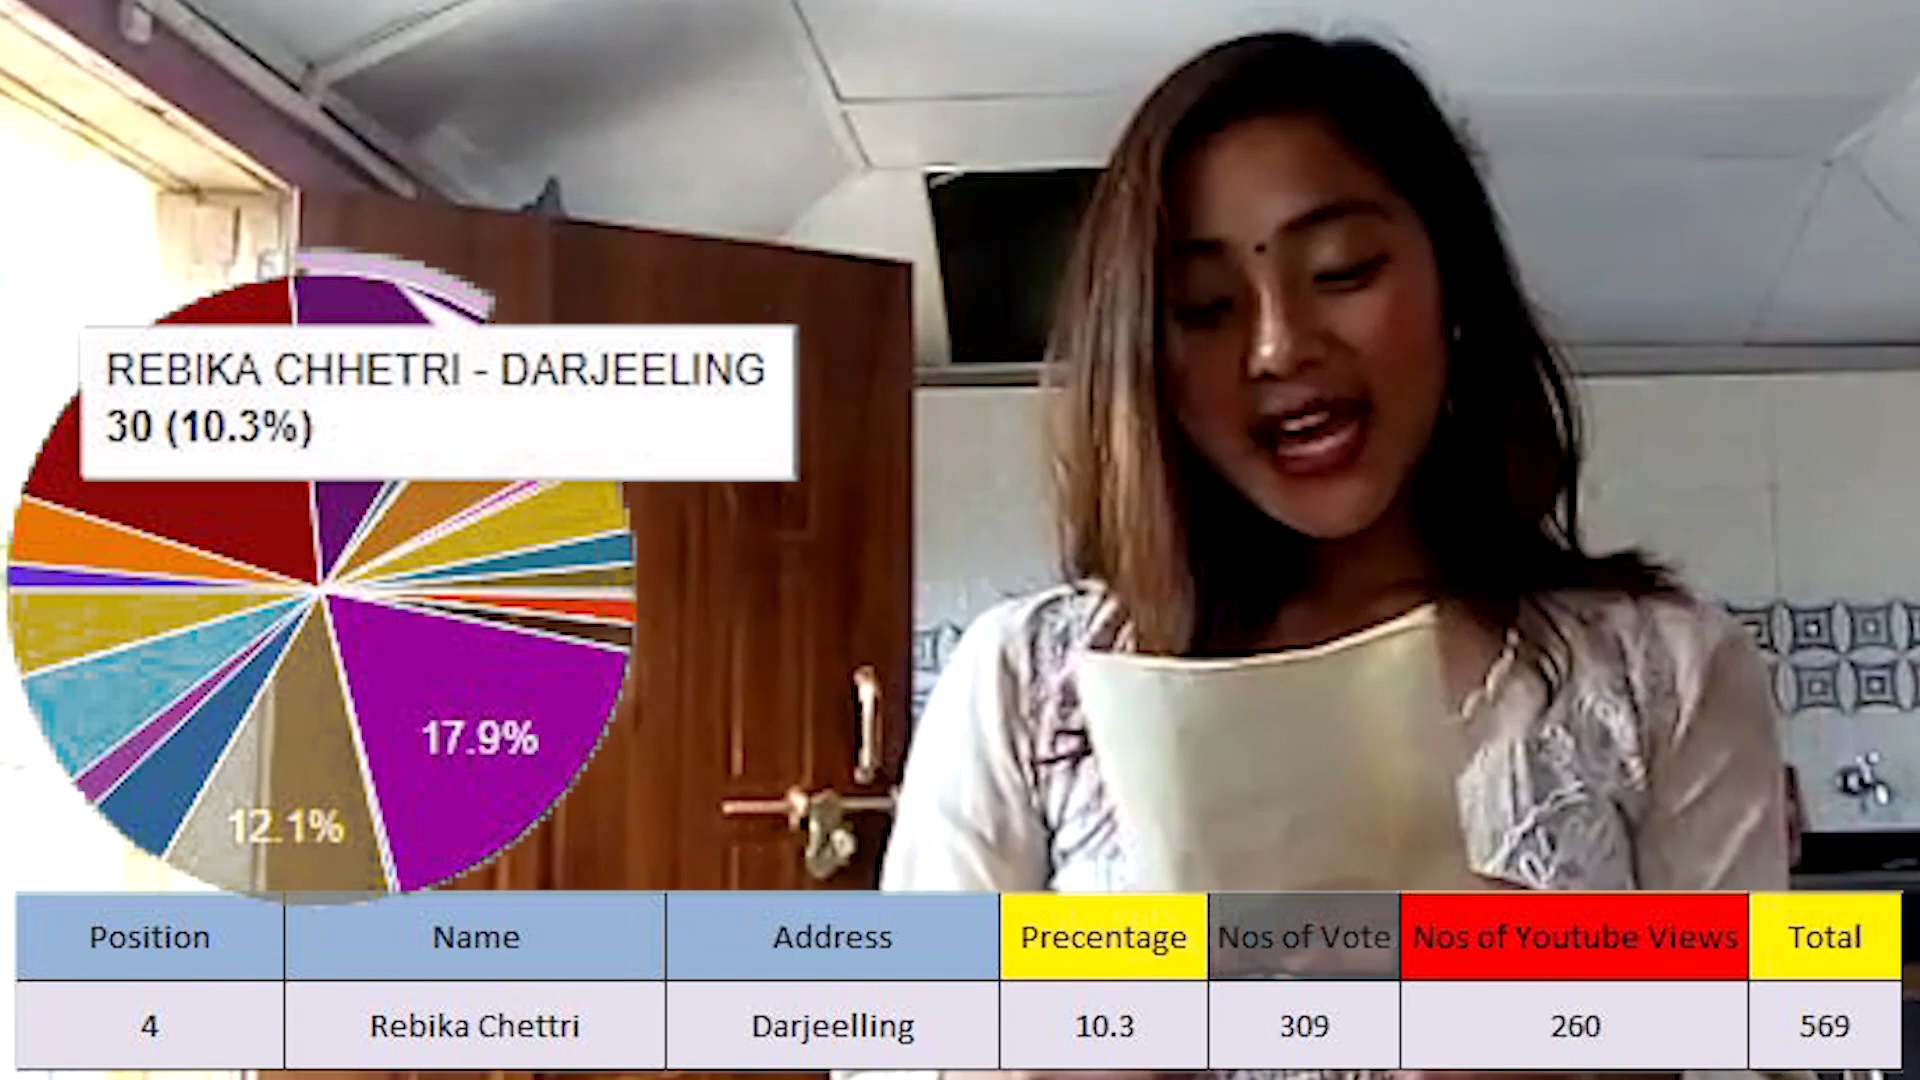 REBIKA CHHETRI - DARJEELING
30 (10.3%)
17.9%
12.1%
Position Name Address Precentage Nos of Vote Nos of Youtube Views Total
4 Rebika Chettri Darjeelling 10.3 309 260 569